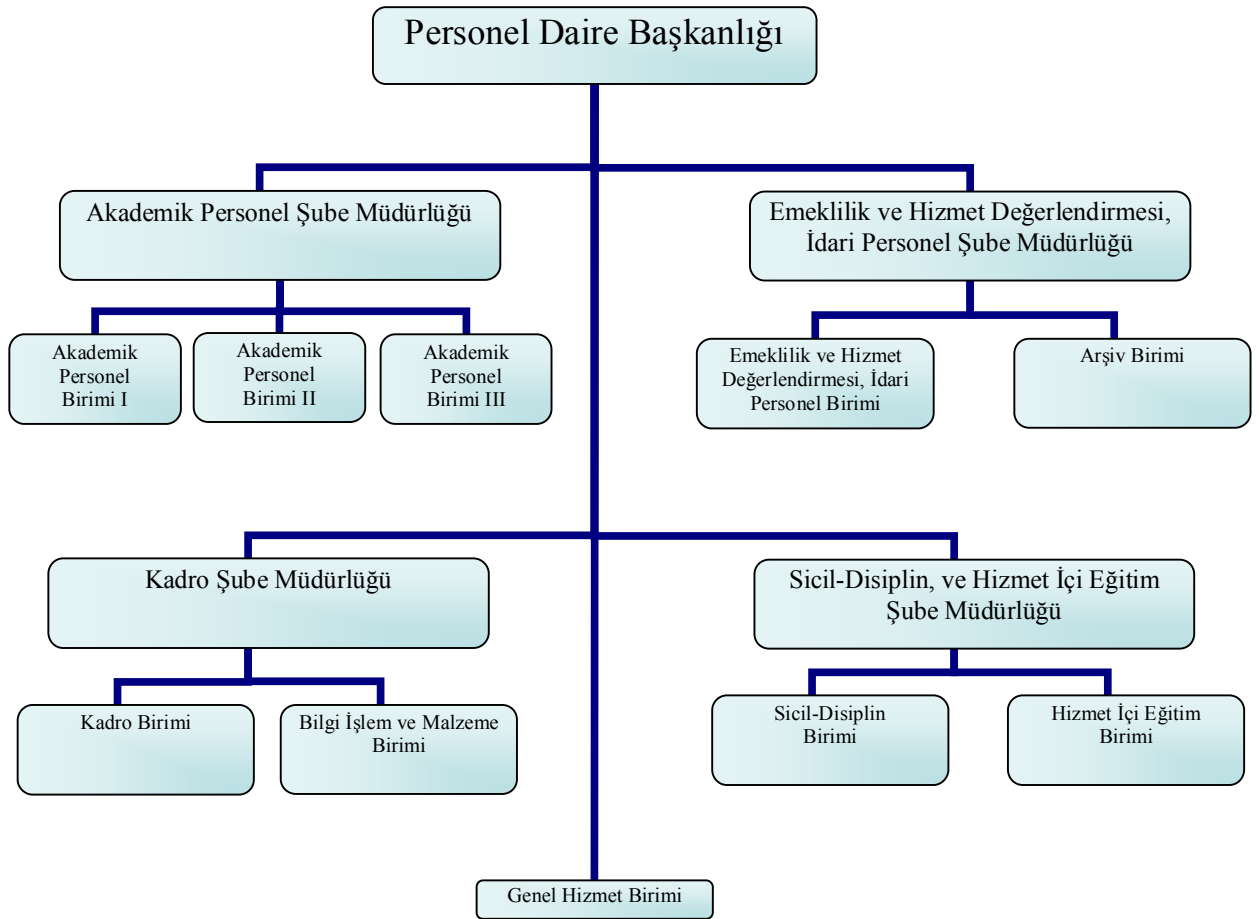 Personel Daire Başkanlığı
Akademik Personel Şube Müdürlüğü
Emeklilik ve Hizmet Değerlendirmesi,
İdari Personel Şube Müdürlüğü
Akademik
Personel
Birimi I
Akademik
Personel
Birimi II
Akademik
Personel
Birimi III
Emeklilik ve Hizmet
Değerlendirmesi, İdari
Personel Birimi
Arşiv Birimi
Kadro Şube Müdürlüğü
Sicil-Disiplin, ve Hizmet İçi Eğitim
Şube Müdürlüğü
Kadro Birimi
Bilgi İşlem ve Malzeme
Birimi
Sicil-Disiplin
Birimi
Hizmet İçi Eğitim
Birimi
Genel Hizmet Birimi